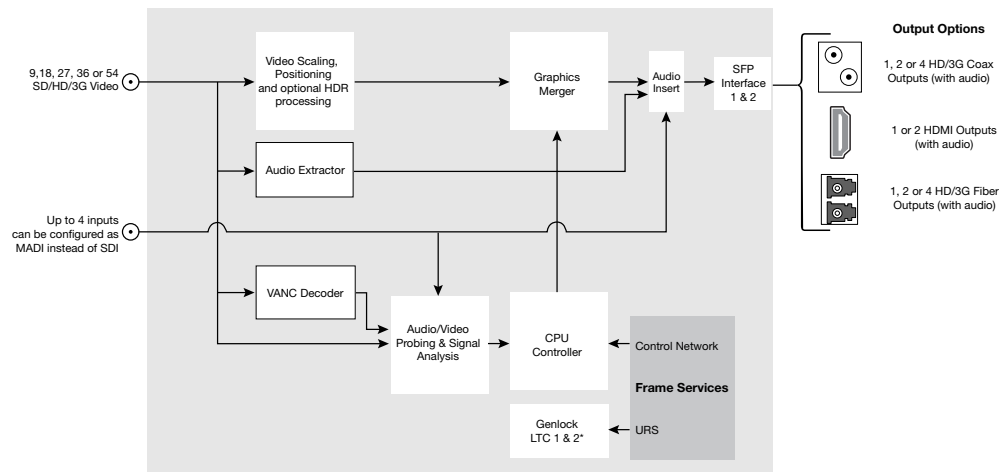 9,18, 27, 36 or 54
SD/HD/3G Video
Video Scaling,
Positioning
and optional HDR
processing
Graphics
Merger
Audio
Insert
SFP
Interface
1 & 2
Output Options
1, 2 or 4 HD/3G Coax
Outputs (with audio)
1 or 2 HDMI Outputs
(with audio)
1, 2 or 4 HD/3G Fiber
Outputs (with audio)
Audio Extractor
Up to 4 inputs
can be configured as
MADI instead of SDI
VANC Decoder
Audio/Video
Probing & Signal
Analysis
CPU
Controller
Control Network
Frame Services
Genlock
LTC 1 & 2*
URS